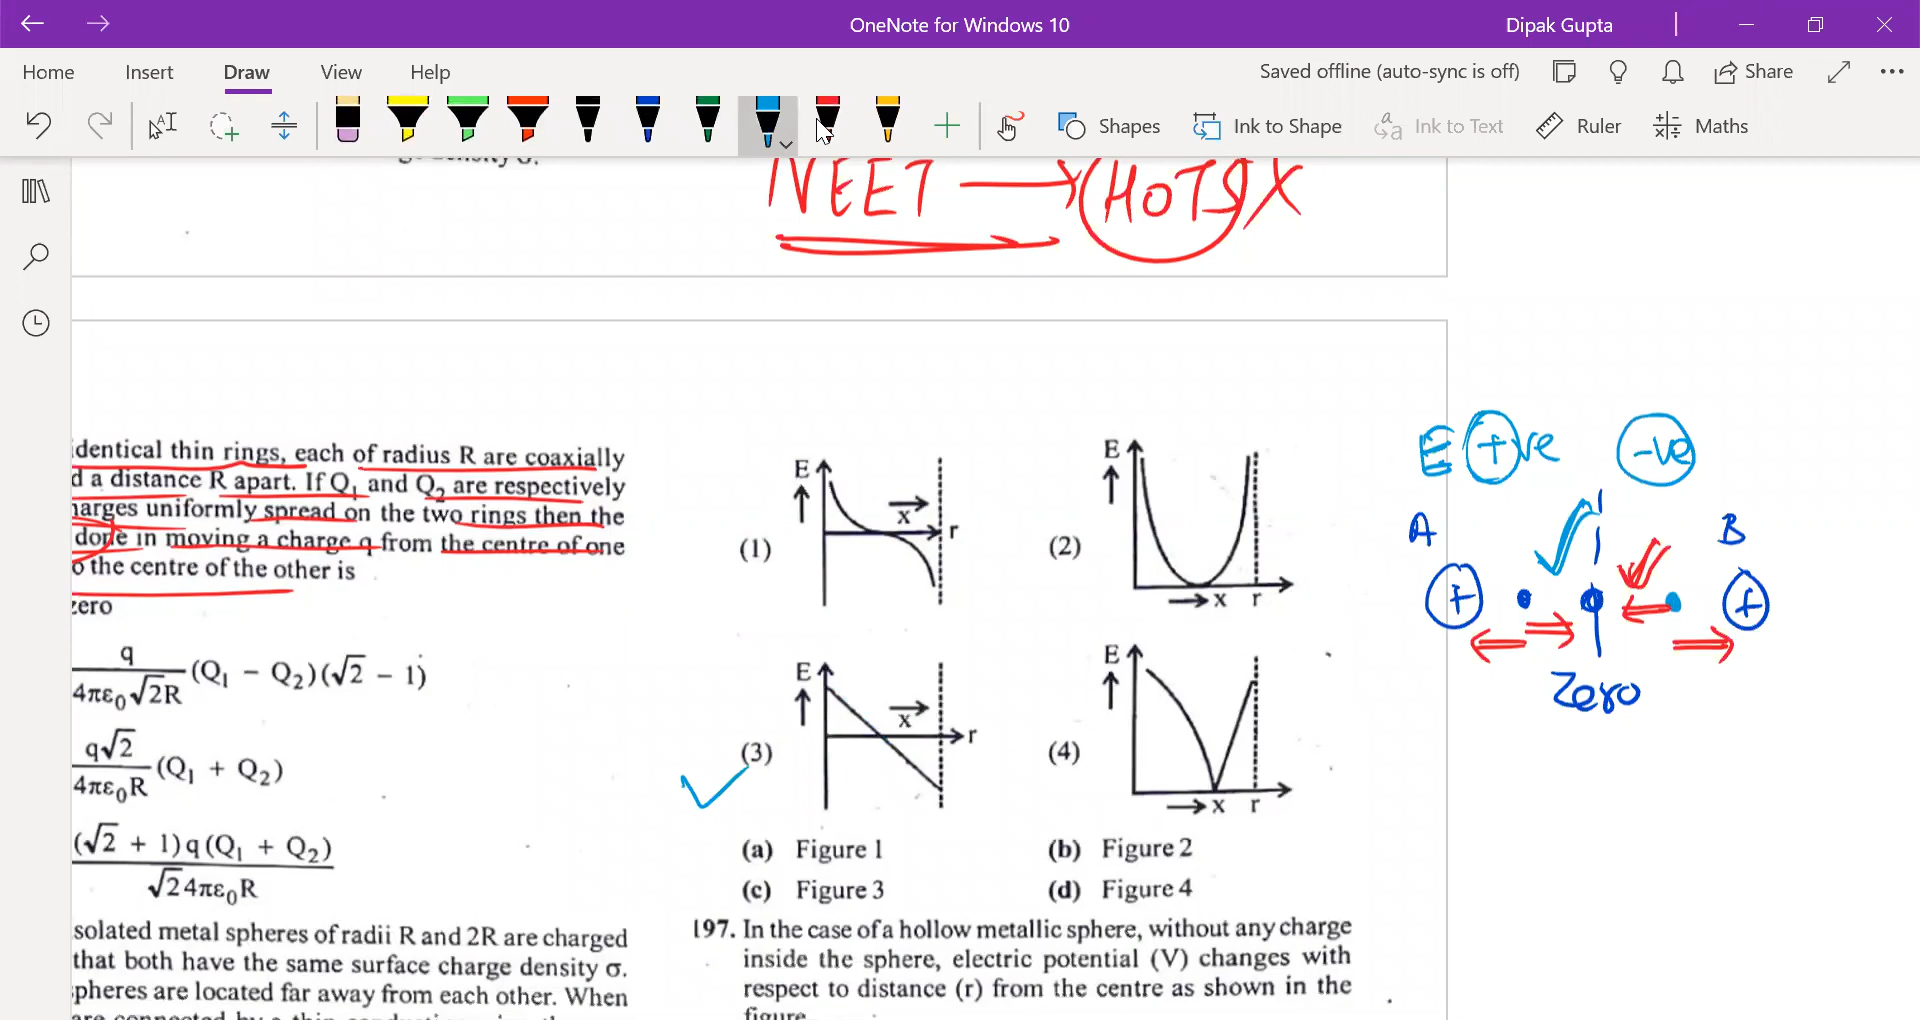 OneNote for Windows 10
Dipak Gupta
Home Insert Draw View Help
Saved offline (auto-sync is off)
Share
Shapes
Ink to Shape
Ink to Text
Ruler
Maths
NEET → (HOTS) X
identical thin rings, each of radius R are coaxially
d a distance R apart. If Q₁ and Q₂ are respectively
harges uniformly spread on the two rings then the
done in moving a charge q from the centre of one
o the centre of the other is
zero
q
4πε₀√2R
(Q₁ − Q₂)(√2 − 1)
q√2
4πε₀R
(Q₁ + Q₂)
(√2 + 1) q (Q₁ + Q₂)
√2 4πε₀R
solated metal spheres of radii R and 2R are charged
that both have the same surface charge density σ.
pheres are located far away from each other. When
(1)
E
x
r
(2)
E
x r
(3)
E
x
r
(4)
E
x r
(a) Figure 1
(b) Figure 2
(c) Figure 3
(d) Figure 4
197. In the case of a hollow metallic sphere, without any charge
inside the sphere, electric potential (V) changes with
respect to distance (r) from the centre as shown in the
figure.
E +ve -ve
A B
+ +
Zero